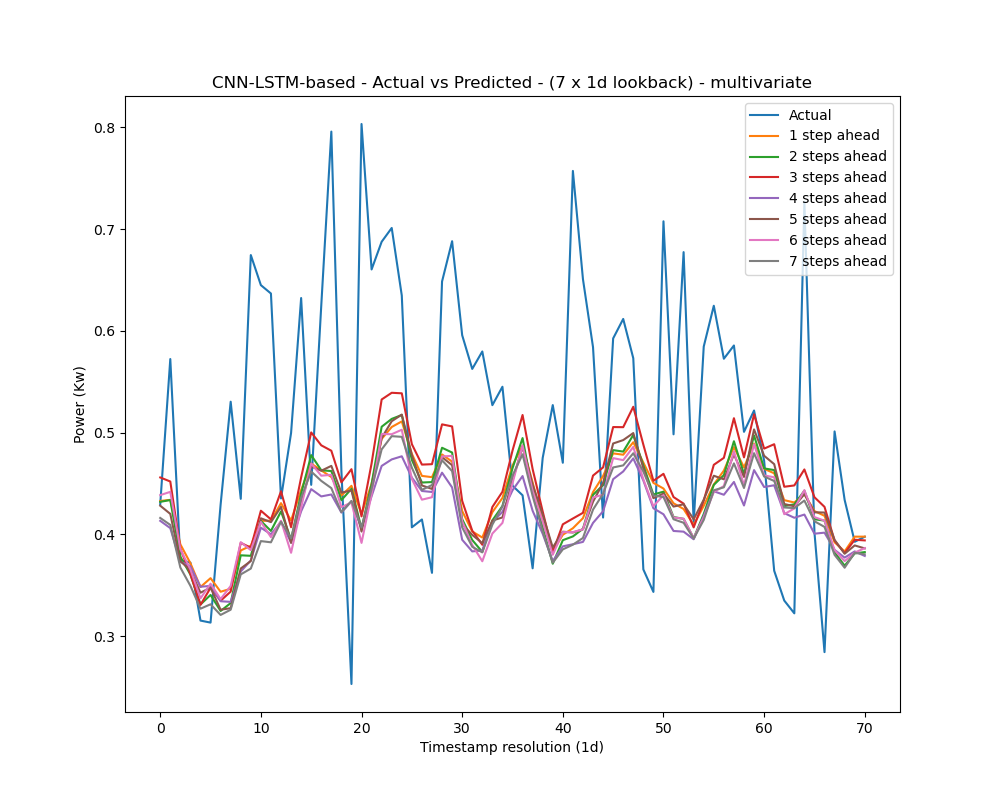 CNN-LSTM-based - Actual vs Predicted - (7 x 1d lookback) - multivariate
Actual
1 step ahead
2 steps ahead
3 steps ahead
4 steps ahead
5 steps ahead
6 steps ahead
7 steps ahead
0.8
0.7
0.6
0.5
0.4
0.3
Power (Kw)
0
10
20
30
40
50
60
70
Timestamp resolution (1d)